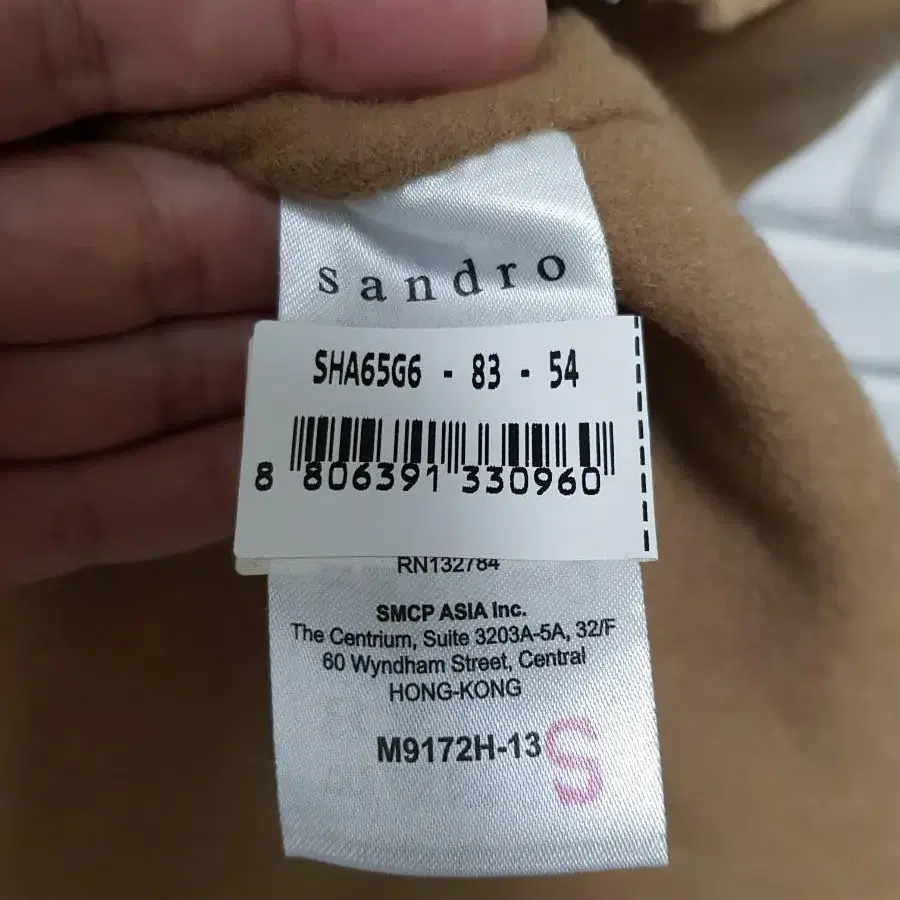 sandro
SHA65G6 - 83 - 54
8 806391 330960
RN132784
SMCP ASIA Inc.
The Centrium, Suite 3203A-5A, 32/F
60 Wyndham Street, Central
HONG-KONG
M9172H-13
S